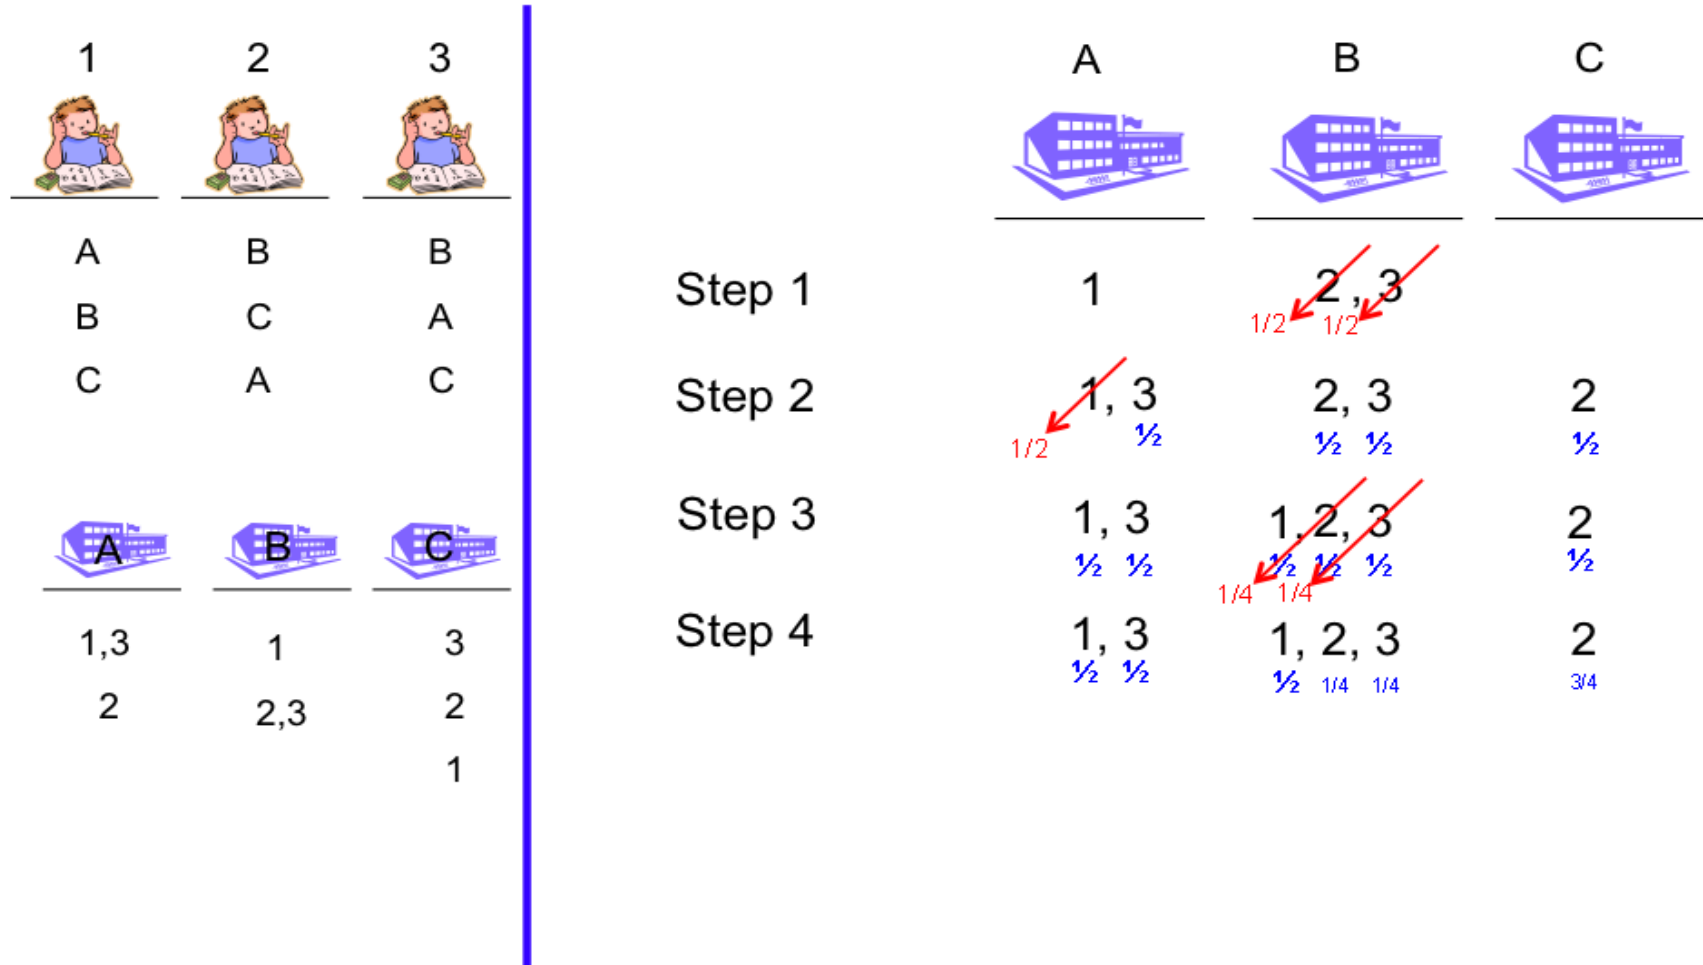 1 2 3
A B B
B C A
C A C
A B C
1,3 1 3
2 2,3 2
1
A B C
Step 1 1 2 , 3
1/2 1/2
Step 2 1, 3 2, 3 2
1/2 ½ ½ ½ ½
Step 3 1, 3 1, 2, 3 2
½ ½ ½ ½ ½ ½
1/4 1/4
Step 4 1, 3 1, 2, 3 2
½ ½ ½ 1/4 1/4 3/4